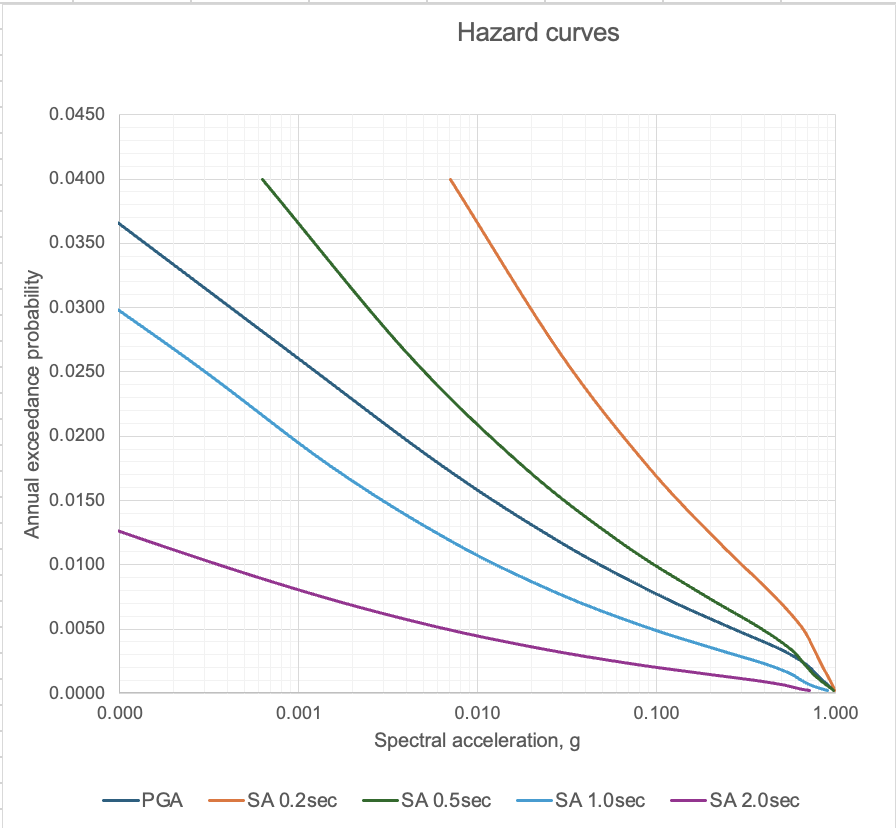 Hazard curves
0.0450
0.0400
0.0350
0.0300
0.0250
0.0200
0.0150
0.0100
0.0050
0.0000
Annual exceedance probability
0.000 0.001 0.010 0.100 1.000
Spectral acceleration, g
PGA SA 0.2sec SA 0.5sec SA 1.0sec SA 2.0sec